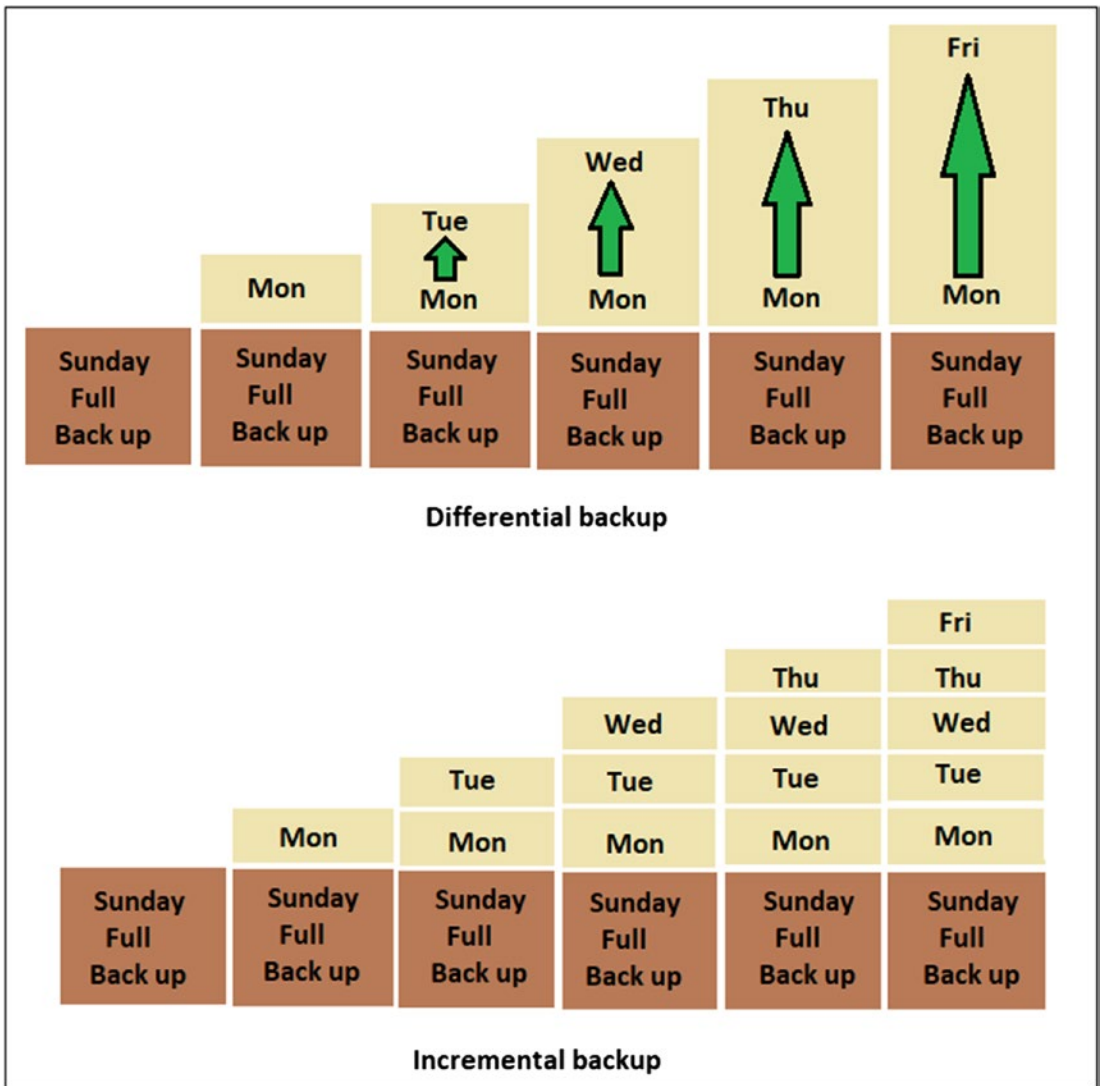 Fri
Thu
Wed
Tue
Mon
Mon
Mon
Mon
Mon
Sunday
Full
Back up
Sunday
Full
Back up
Sunday
Full
Back up
Sunday
Full
Back up
Sunday
Full
Back up
Sunday
Full
Back up
Differential backup
Fri
Thu
Thu
Wed
Wed
Wed
Tue
Tue
Tue
Tue
Mon
Mon
Mon
Mon
Mon
Sunday
Full
Back up
Sunday
Full
Back up
Sunday
Full
Back up
Sunday
Full
Back up
Sunday
Full
Back up
Sunday
Full
Back up
Incremental backup